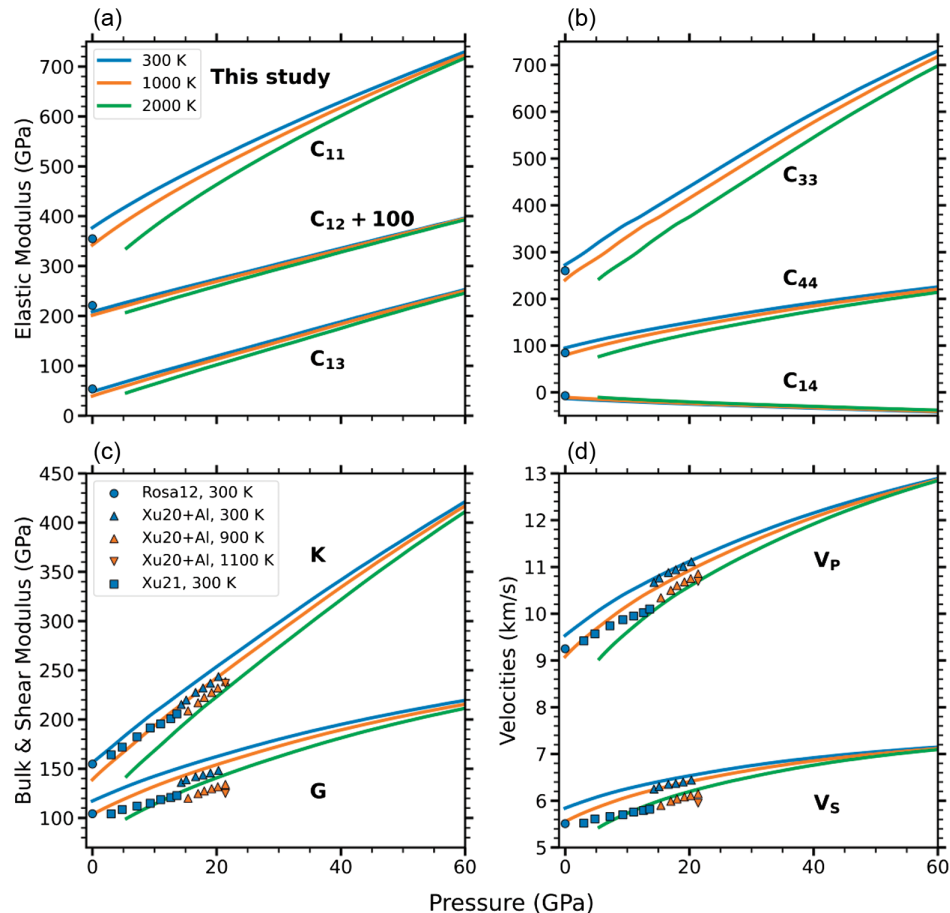 (a)
(b)
300 K
1000 K
2000 K
This study
C11
C12 + 100
C13
C33
C44
C14
700
600
500
400
300
200
100
0
Elastic Modulus (GPa)
700
600
500
400
300
200
100
0
(c)
(d)
Rosa12, 300 K
Xu20+Al, 300 K
Xu20+Al, 900 K
Xu20+Al, 1100 K
Xu21, 300 K
K
G
VP
VS
450
400
350
300
250
200
150
100
Bulk & Shear Modulus (GPa)
13
12
11
10
9
8
7
6
5
Velocities (km/s)
0 20 40 60
0 20 40 60
Pressure (GPa)